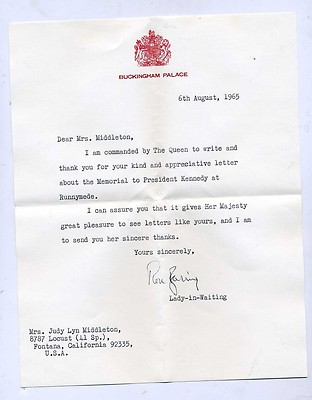 BUCKINGHAM PALACE
6th August, 1965
Dear Mrs. Middleton,
I am commanded by The Queen to write and
thank you for your kind and appreciative letter
about the Memorial to President Kennedy at
Runnymede.
I can assure you that it gives Her Majesty
great pleasure to see letters like yours, and I am
to send you her sincere thanks.
Yours sincerely,
Rose Baring
Lady-in-Waiting
Mrs. Judy Lyn Middleton,
8787 Locust (41 Sp.),
Fontana, California 92335,
U.S.A.